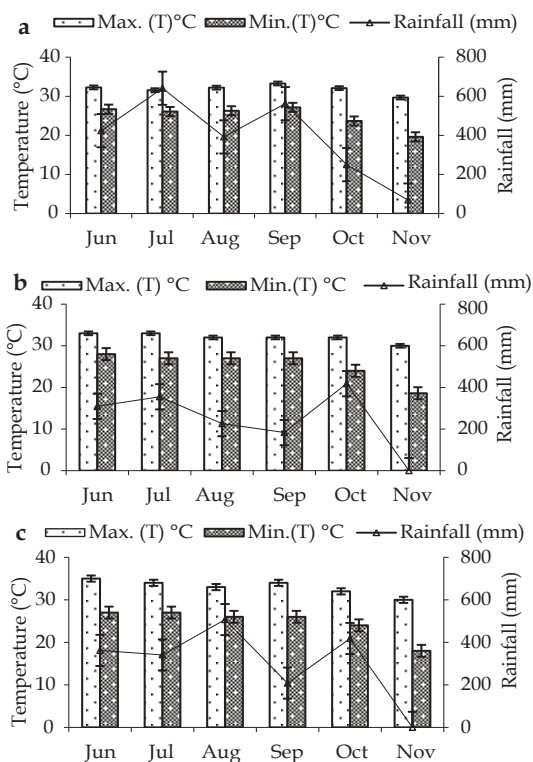 a
Max. (T)°C Min.(T)°C Rainfall (mm)
Temperature (°C)
40
30
20
10
0
800
600
400
200
0
Rainfall (mm)
Jun Jul Aug Sep Oct Nov
b
Max. (T) °C Min.(T) °C Rainfall (mm)
Temperature (°C)
40
30
20
10
0
800
600
400
200
0
Rainfall (mm)
Jun Jul Aug Sep Oct Nov
c
Max. (T) °C Min.(T) °C Rainfall (mm)
Temperature (°C)
40
30
20
10
0
800
600
400
200
0
Rainfall (mm)
Jun Jul Aug Sep Oct Nov